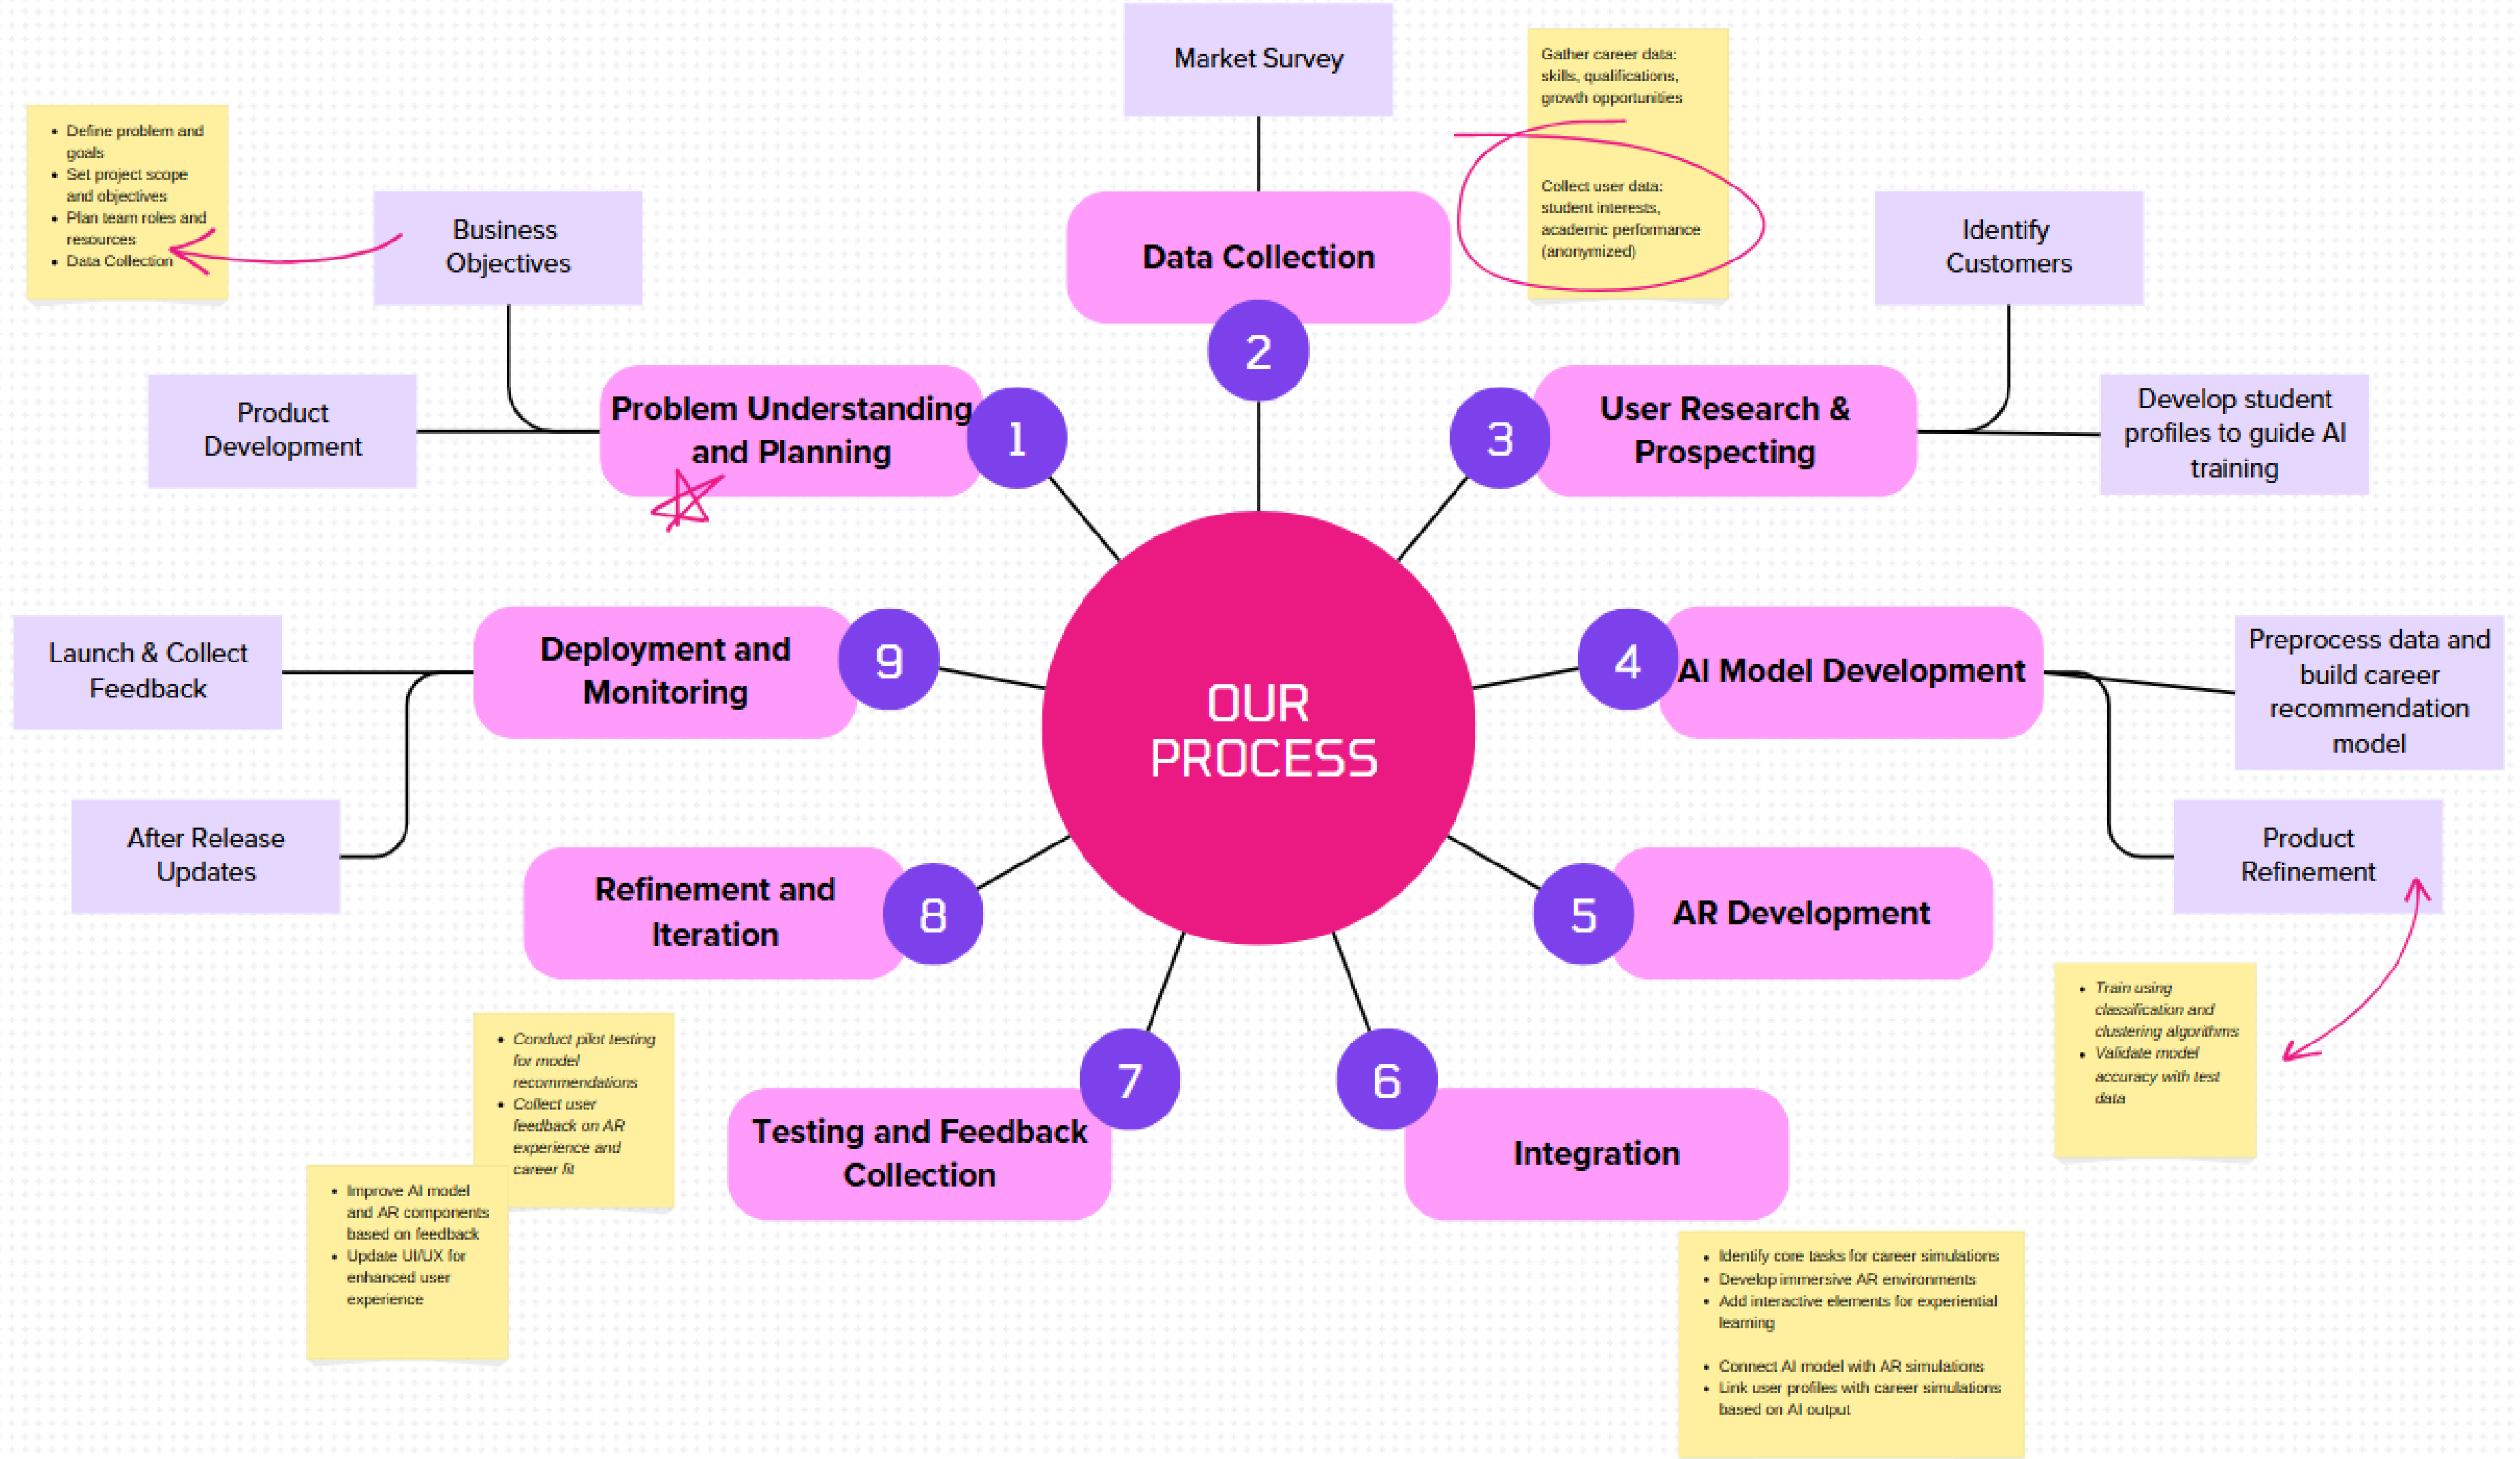 Market Survey
Gather career data:
skills, qualifications,
growth opportunities
Collect user data:
student interests,
academic performance
(anonymized)
• Define problem and
goals
• Set project scope
and objectives
• Plan team roles and
resources
• Data Collection
Business
Objectives
Data Collection
2
Identify
Customers
Product
Development
Problem Understanding
and Planning
1
3
User Research &
Prospecting
Develop student
profiles to guide AI
training
OUR
PROCESS
Launch & Collect
Feedback
Deployment and
Monitoring
9
4
AI Model Development
Preprocess data and
build career
recommendation
model
After Release
Updates
Refinement and
Iteration
8
5
AR Development
Product
Refinement
• Train using
classification and
clustering algorithms
• Validate model
accuracy with test
data
• Conduct pilot testing
for model
recommendations
• Collect user
feedback on AR
experience and
career fit
• Improve AI model
and AR components
based on feedback
• Update UI/UX for
enhanced user
experience
7
Testing and Feedback
Collection
6
Integration
• Identify core tasks for career simulations
• Develop immersive AR environments
• Add interactive elements for experiential
learning
• Connect AI model with AR simulations
• Link user profiles with career simulations
based on AI output